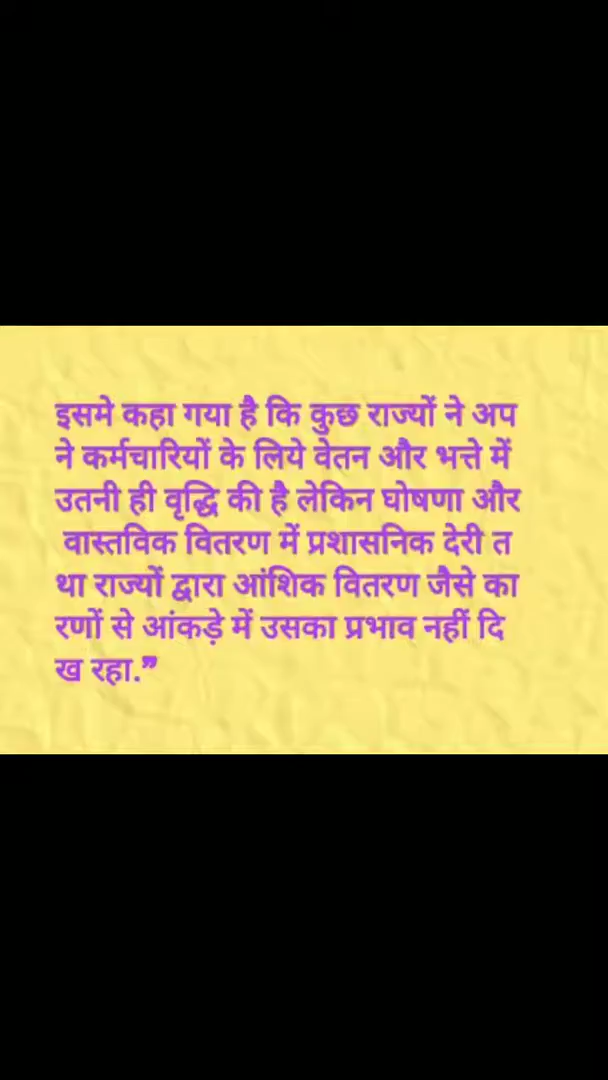 इसमे कहा गया है कि कुछ राज्यों ने अप
ने कर्मचारियों के लिये वेतन और भत्ते में
उतनी ही वृद्धि की है लेकिन घोषणा और
वास्तविक वितरण में प्रशासनिक देरी त
था राज्यों द्वारा आंशिक वितरण जैसे का
रणों से आंकड़े में उसका प्रभाव नहीं दि
ख रहा.”